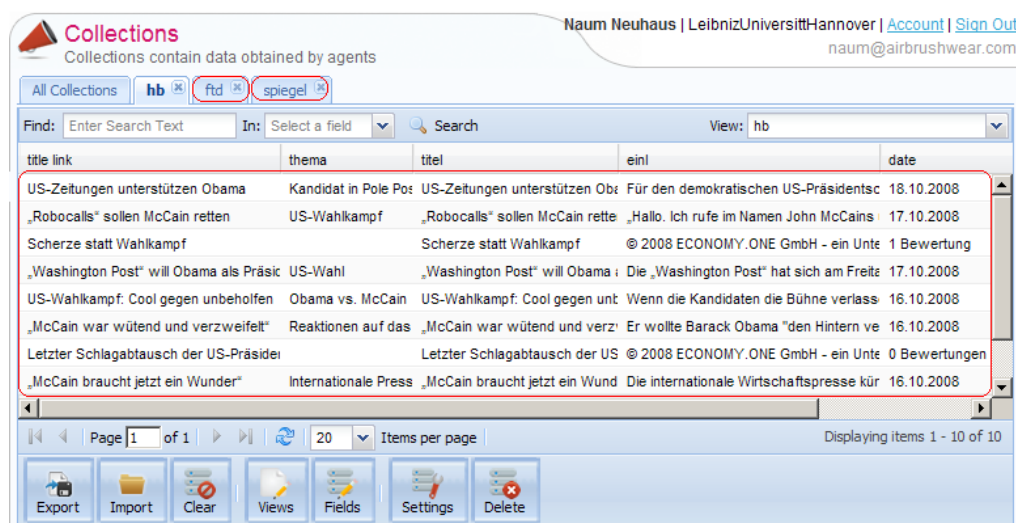 Collections
Naum Neuhaus | LeibnizUniversittHannover | Account | Sign Out
naum@airbrushwear.com
Collections contain data obtained by agents
All Collections hb ftd spiegel
Find: Enter Search Text In: Select a field Search View: hb
title link thema titel einl date
US-Zeitungen unterstützen Obama Kandidat in Pole Pos US-Zeitungen unterstützen Oba Für den demokratischen US-Präsidentsc 18.10.2008
„Robocalls“ sollen McCain retten US-Wahlkampf „Robocalls“ sollen McCain rette „Hallo. Ich rufe im Namen John McCains 17.10.2008
Scherze statt Wahlkampf Scherze statt Wahlkampf © 2008 ECONOMY.ONE GmbH - ein Unte 1 Bewertung
„Washington Post“ will Obama als Präsid US-Wahl „Washington Post“ will Obama Die „Washington Post“ hat sich am Freita 17.10.2008
US-Wahlkampf: Cool gegen unbeholfen Obama vs. McCain US-Wahlkampf: Cool gegen unb Wenn die Kandidaten die Bühne verlass 16.10.2008
„McCain war wütend und verzweifelt“ Reaktionen auf das „McCain war wütend und verz Er wollte Barack Obama "den Hintern ve 16.10.2008
Letzter Schlagabtausch der US-Präsiden Letzter Schlagabtausch der US © 2008 ECONOMY.ONE GmbH - ein Unte 0 Bewertungen
„McCain braucht jetzt ein Wunder“ Internationale Press „McCain braucht jetzt ein Wund Die internationale Wirtschaftspresse kür 16.10.2008
Page 1 of 1 20 Items per page Displaying items 1 - 10 of 10
Export Import Clear Views Fields Settings Delete